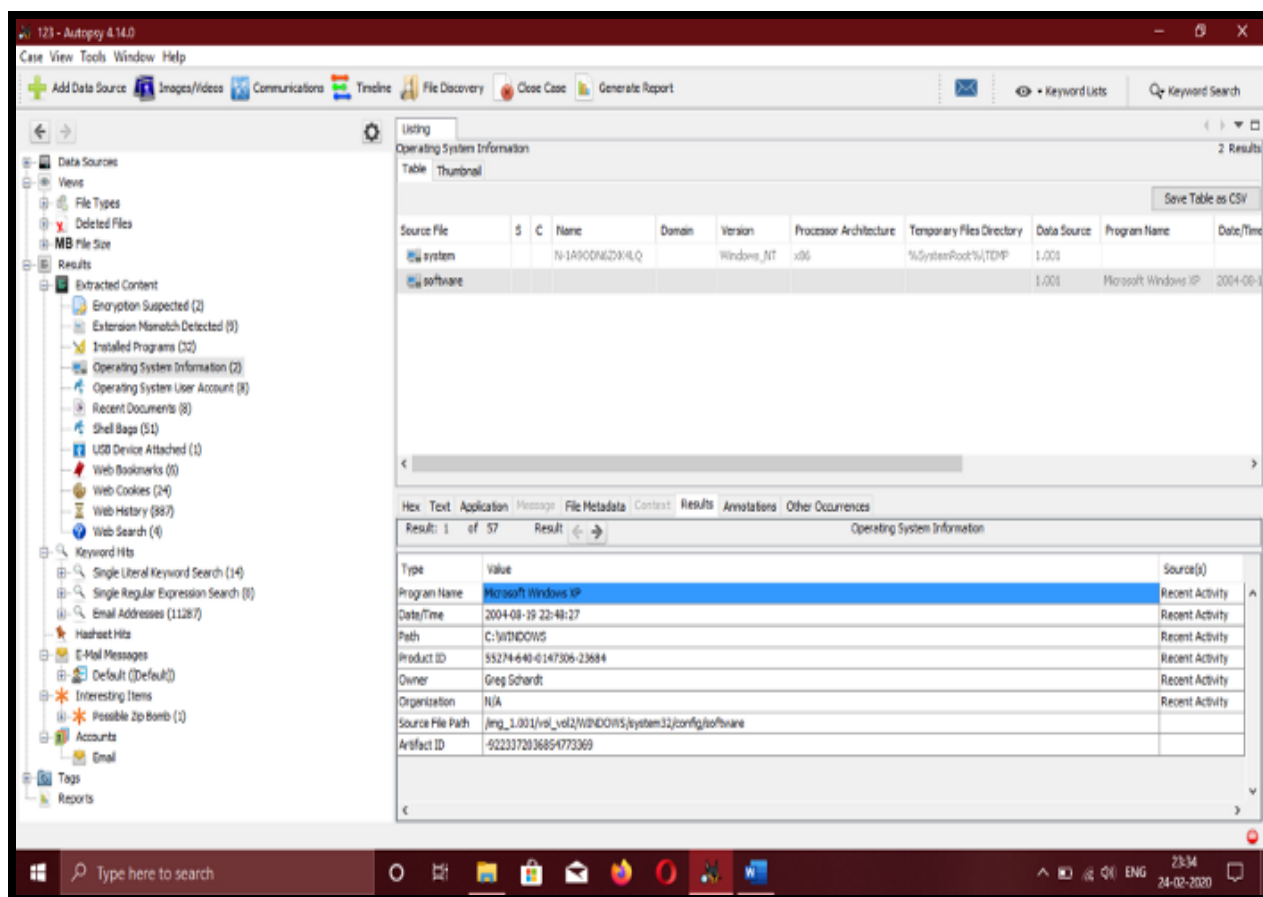 123 - Autopsy 4.14.0
Case View Tools Window Help
Add Data Source Images/Videos Communications Timeline File Discovery Close Case Generate Report Keyword Lists Keyword Search
Listing
Operating System Information 2 Results
Table Thumbnail
Save Table as CSV
Source File S C Name Domain Version Processor Architecture Temporary Files Directory Data Source Program Name Date/Time
system Windows_NT x86 %SystemRoot%\TEMP 1.001
software 1.001 Microsoft Windows XP 2004-08-1
Data Sources
Views
File Types
Deleted Files
MB File Size
Results
Extracted Content
Encryption Suspected (2)
Extension Mismatch Detected (9)
Installed Programs (32)
Operating System Information (2)
Operating System User Account (8)
Recent Documents (8)
Shell Bags (51)
USB Device Attached (1)
Web Bookmarks (6)
Web Cookies (24)
Web History (887)
Web Search (4)
Keyword Hits
Single Literal Keyword Search (14)
Single Regular Expression Search (0)
Email Addresses (11287)
Hashset Hits
E-Mail Messages
Default ([Default])
Interesting Items
Possible Zip Bomb (1)
Accounts
Email
Tags
Reports
Hex Text Application Message File Metadata Context Results Annotations Other Occurrences
Result: 1 of 57 Result Operating System Information
Type Value Source(s)
Program Name Microsoft Windows XP Recent Activity
Date/Time 2004-08-19 22:48:27 Recent Activity
Path C:\WINDOWS Recent Activity
Product ID 55274-640-0147306-23684 Recent Activity
Owner Greg Schardt Recent Activity
Organization N/A Recent Activity
Source File Path /img_1.001/vol_vol2/WINDOWS/system32/config/software
Artifact ID -9223372036854773369
Type here to search
ENG
23:34
24-02-2020